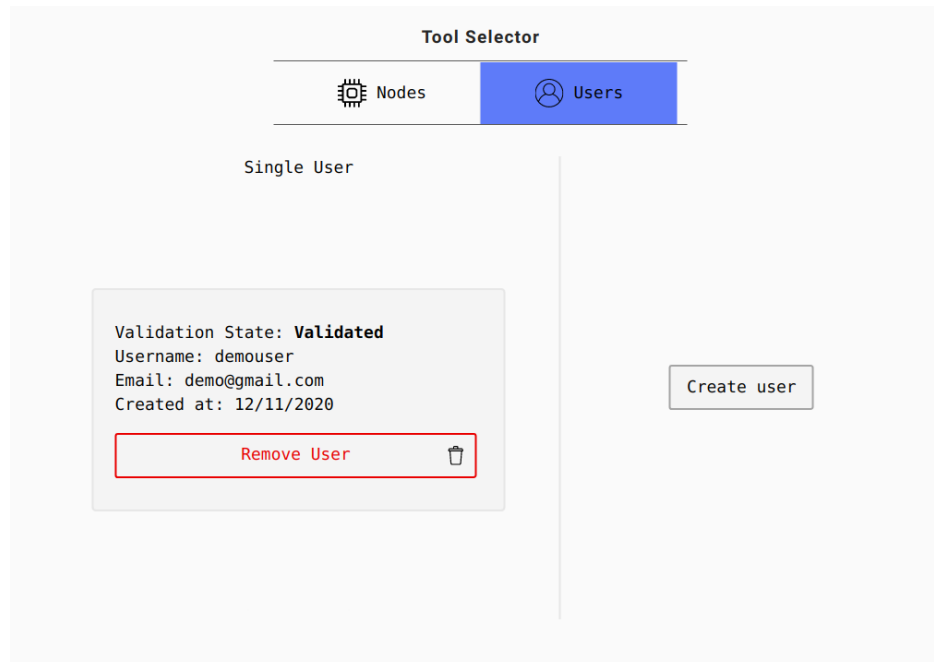 Tool Selector
Nodes
Users
Single User
Validation State: Validated
Username: demouser
Email: demo@gmail.com
Created at: 12/11/2020
Remove User
Create user